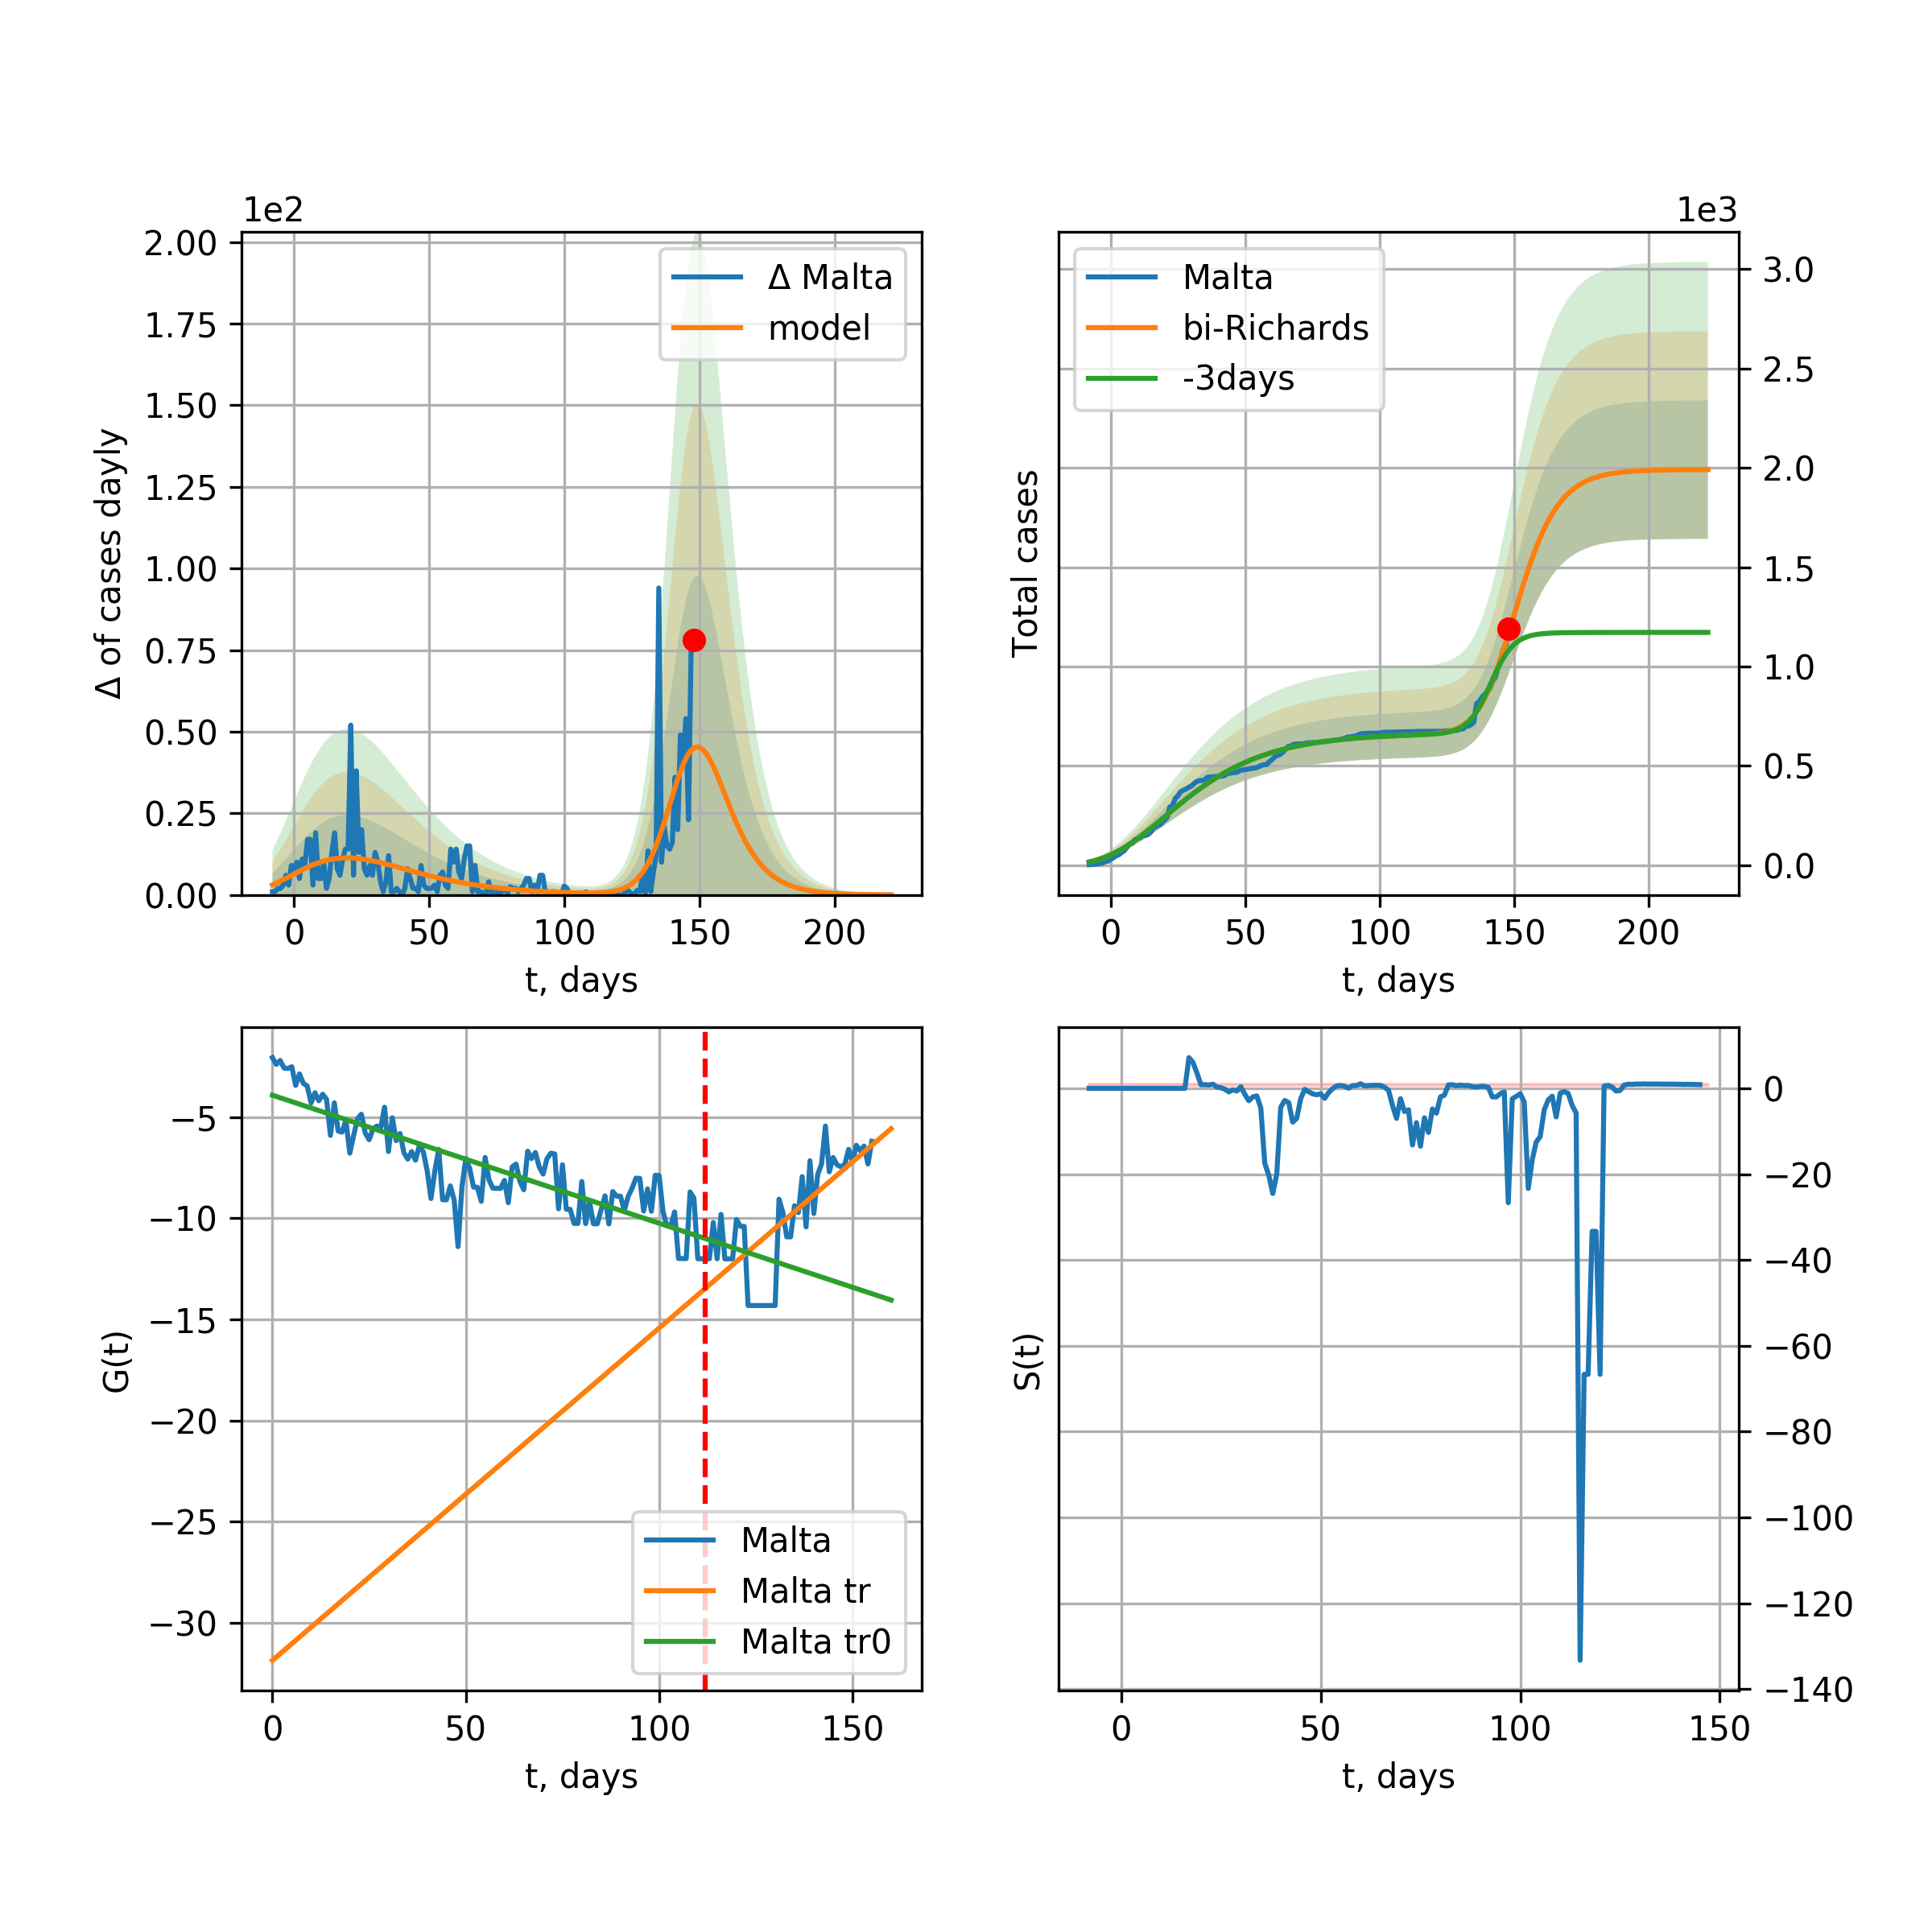 1e2
2.00
1.75
1.50
1.25
1.00
0.75
0.50
0.25
0.00
Δ of cases dayly
Δ Malta
model
0 50 100 150 200
t, days
1e3
Malta
bi-Richards
-3days
Total cases
3.0
2.5
2.0
1.5
1.0
0.5
0.0
0 50 100 150 200
t, days
−5
−10
−15
−20
−25
−30
G(t)
Malta
Malta tr
Malta tr0
0 50 100 150
t, days
S(t)
0
−20
−40
−60
−80
−100
−120
−140
0 50 100 150
t, days